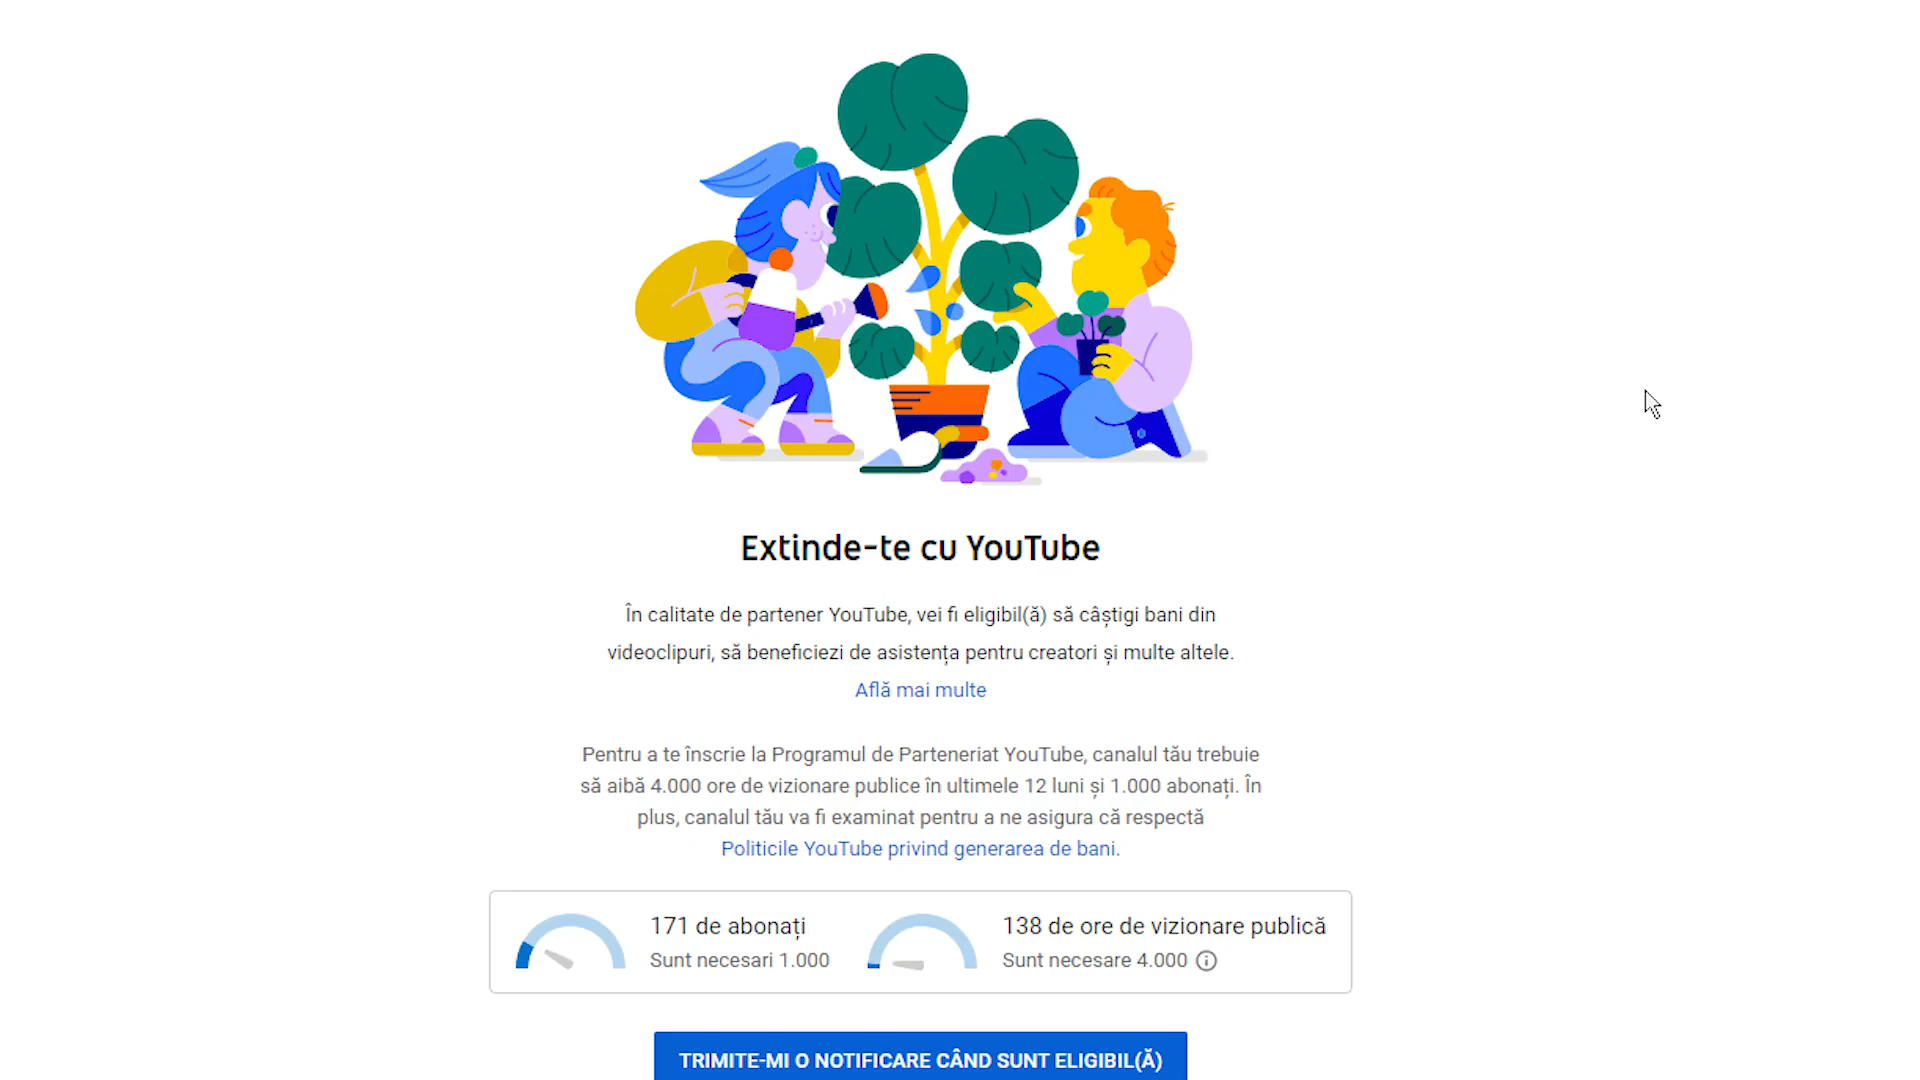 Extinde-te cu YouTube
În calitate de partener YouTube, vei fi eligibil(ă) să câștigi bani din
videoclipuri, să beneficiezi de asistența pentru creatori și multe altele.
Află mai multe
Pentru a te înscrie la Programul de Parteneriat YouTube, canalul tău trebuie
să aibă 4.000 ore de vizionare publice în ultimele 12 luni și 1.000 abonați. În
plus, canalul tău va fi examinat pentru a ne asigura că respectă
Politicile YouTube privind generarea de bani.
171 de abonați
Sunt necesari 1.000
138 de ore de vizionare publică
Sunt necesare 4.000
TRIMITE-MI O NOTIFICARE CÂND SUNT ELIGIBIL(Ă)